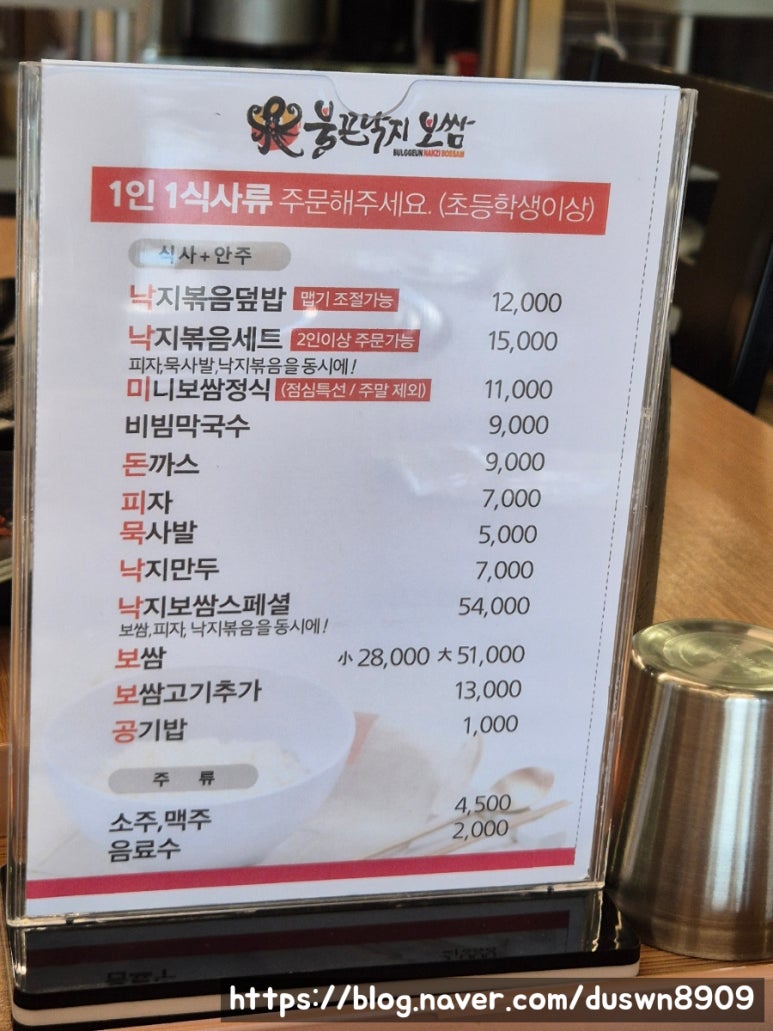 불끈낙지 보쌈
BULGGEUN NAKZI BOSSAM
1인 1식사류 주문해주세요. (초등학생이상)
식사+안주
낙지볶음덮밥 맵기 조절가능 12,000
낙지볶음세트 2인이상 주문가능 15,000
피자,묵사발,낙지볶음을 동시에!
미니보쌈정식 (점심특선 / 주말 제외) 11,000
비빔막국수 9,000
돈까스 9,000
피자 7,000
묵사발 5,000
낙지만두 7,000
낙지보쌈스페셜 54,000
보쌈,피자, 낙지볶음을 동시에!
보쌈 小 28,000 大 51,000
보쌈고기추가 13,000
공기밥 1,000
주 류
소주,맥주 4,500
음료수 2,000
https://blog.naver.com/duswn8909